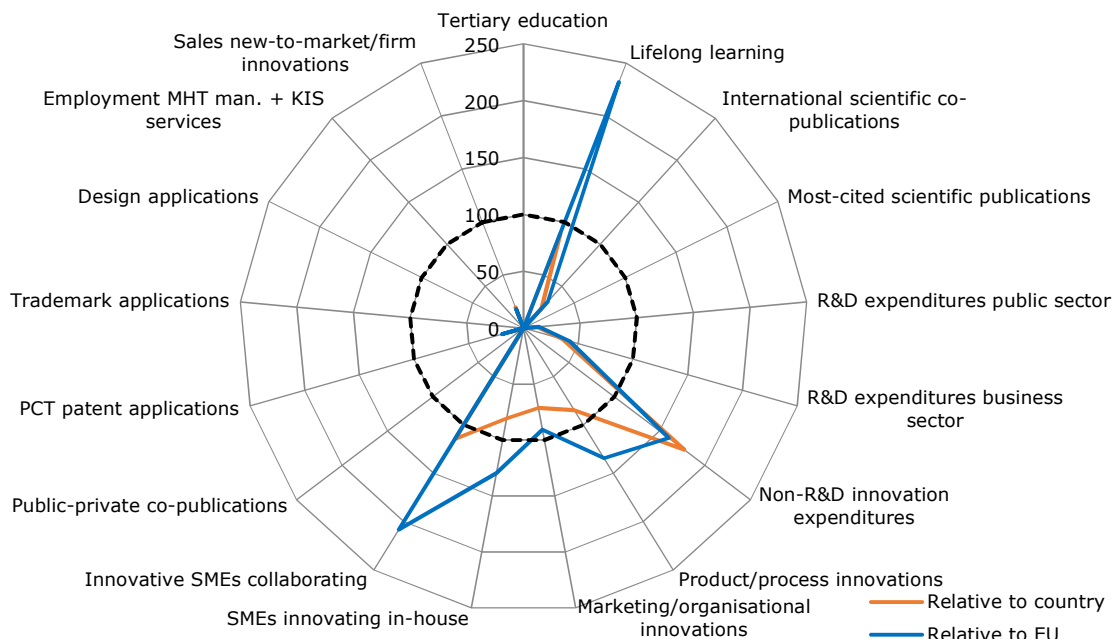 Tertiary education
250
Sales new-to-market/firm
innovations
Lifelong learning
Employment MHT man. + KIS
services
International scientific co-
publications
200
150
Design applications
Most-cited scientific publications
100
50
Trademark applications
R&D expenditures public sector
0
PCT patent applications
R&D expenditures business
sector
Public-private co-publications
Non-R&D innovation
expenditures
Innovative SMEs collaborating
Product/process innovations
SMEs innovating in-house
Marketing/organisational
innovations
Relative to country
Relative to EU